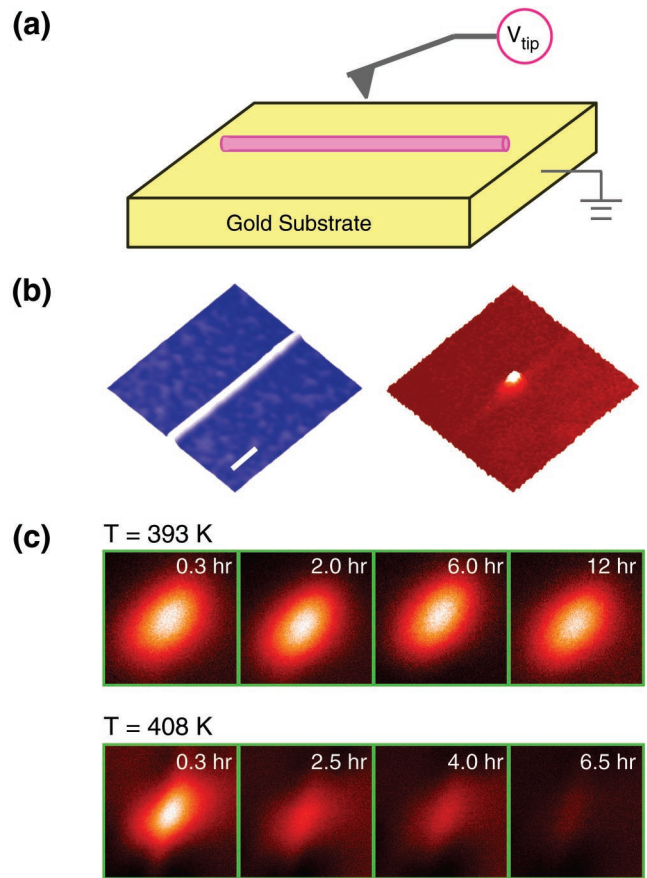 (a)
V_tip
Gold Substrate
(b)
(c)
T = 393 K
0.3 hr
2.0 hr
6.0 hr
12 hr
T = 408 K
0.3 hr
2.5 hr
4.0 hr
6.5 hr